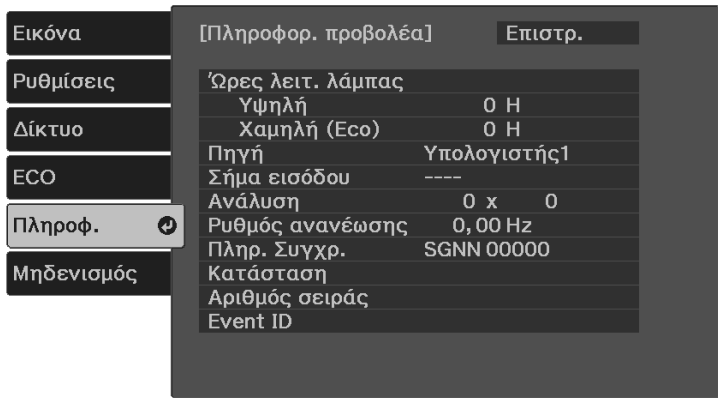 Εικόνα
Ρυθμίσεις
Δίκτυο
ECO
Πληροφ.
Μηδενισμός
[Πληροφορ. προβολέα] Επιστρ.
Ώρες λειτ. λάμπας
Υψηλή 0 H
Χαμηλή (Eco) 0 H
Πηγή Υπολογιστής1
Σήμα εισόδου ----
Ανάλυση 0 x 0
Ρυθμός ανανέωσης 0,00 Hz
Πληρ. Συγχρ. SGNN 00000
Κατάσταση
Αριθμός σειράς
Event ID